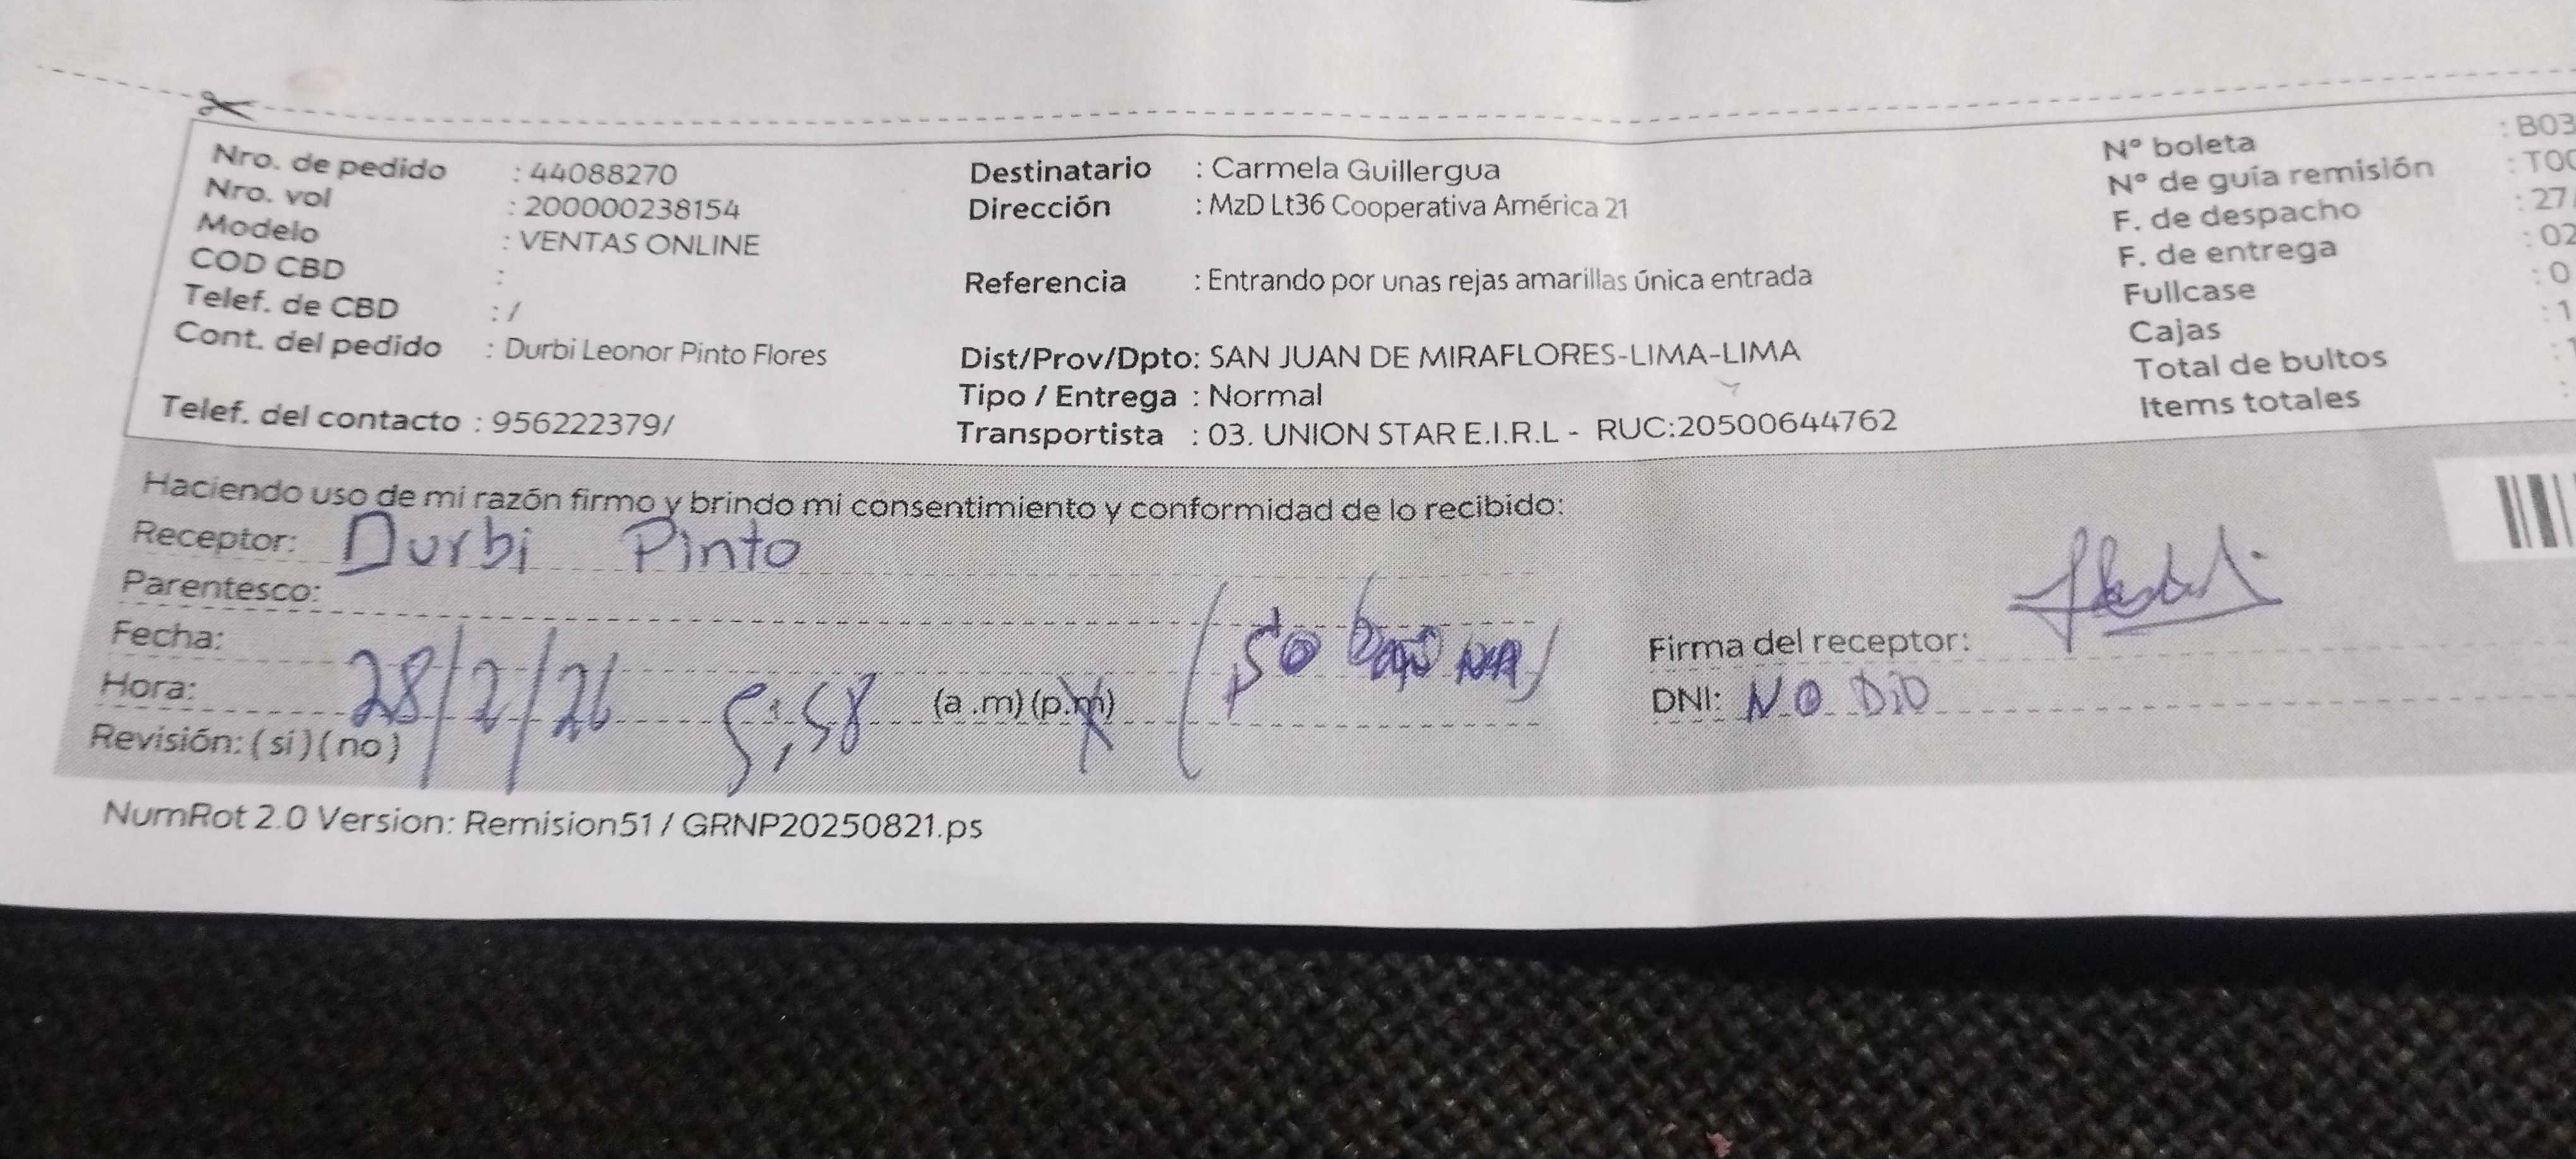 Nro. de pedido : 44088270
Nro. vol : 200000238154
Modelo : VENTAS ONLINE
COD CBD :
Telef. de CBD : /
Cont. del pedido : Durbi Leonor Pinto Flores
Telef. del contacto : 956222379/
Destinatario : Carmela Guillergua
Dirección : MzD Lt36 Cooperativa América 21
Referencia : Entrando por unas rejas amarillas única entrada
Dist/Prov/Dpto: SAN JUAN DE MIRAFLORES-LIMA-LIMA
Tipo / Entrega : Normal
Transportista : 03. UNION STAR E.I.R.L - RUC:20500644762
N° boleta : B03
N° de guía remisión : T00
F. de despacho : 27/
F. de entrega : 02
Fullcase : 0
Cajas : 1
Total de bultos : 1
Items totales :
Haciendo uso de mi razón firmo y brindo mi consentimiento y conformidad de lo recibido:
Receptor: Durbi Pinto
Parentesco:
Fecha: 28/2/26
Hora: 5:58 (a .m) (p.m)
Revisión: ( si ) ( no )
Firma del receptor:
DNI: NO DIO
NumRot 2.0 Version: Remision51 / GRNP20250821.ps